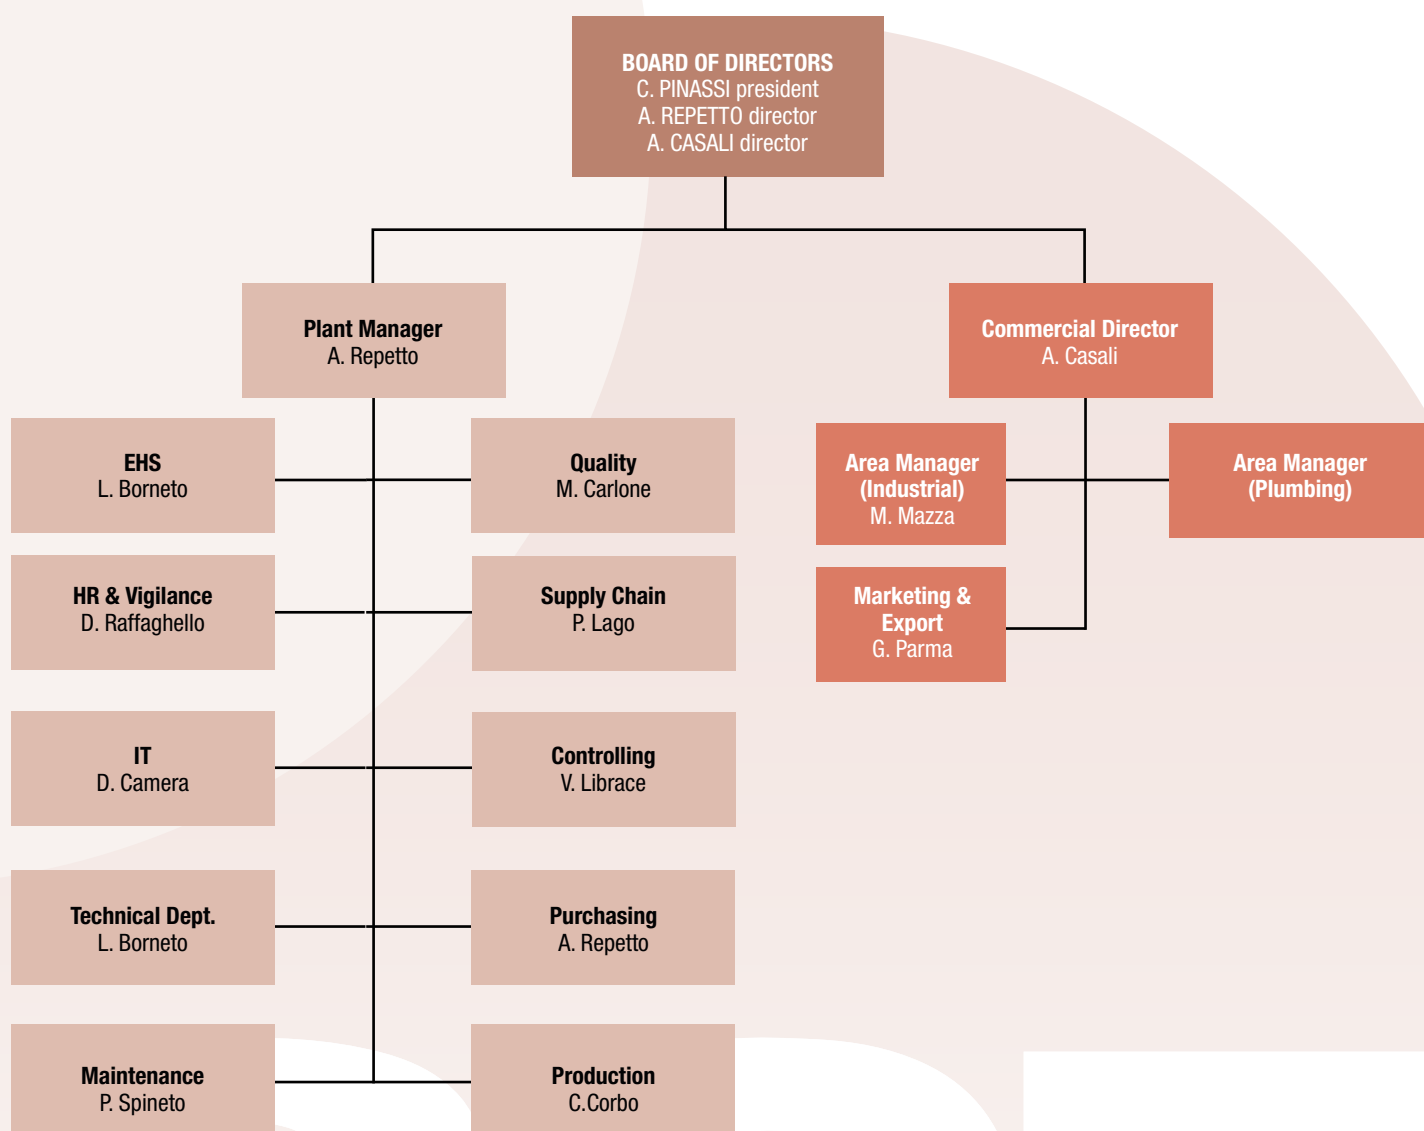 BOARD OF DIRECTORS
C. PINASSI president
A. REPETTO director
A. CASALI director
Plant Manager
A. Repetto
Commercial Director
A. Casali
EHS
L. Borneto
Quality
M. Carlone
Area Manager
(Industrial)
M. Mazza
Area Manager
(Plumbing)
HR & Vigilance
D. Raffaghello
Supply Chain
P. Lago
Marketing &
Export
G. Parma
IT
D. Camera
Controlling
V. Librace
Technical Dept.
L. Borneto
Purchasing
A. Repetto
Maintenance
P. Spineto
Production
C.Corbo